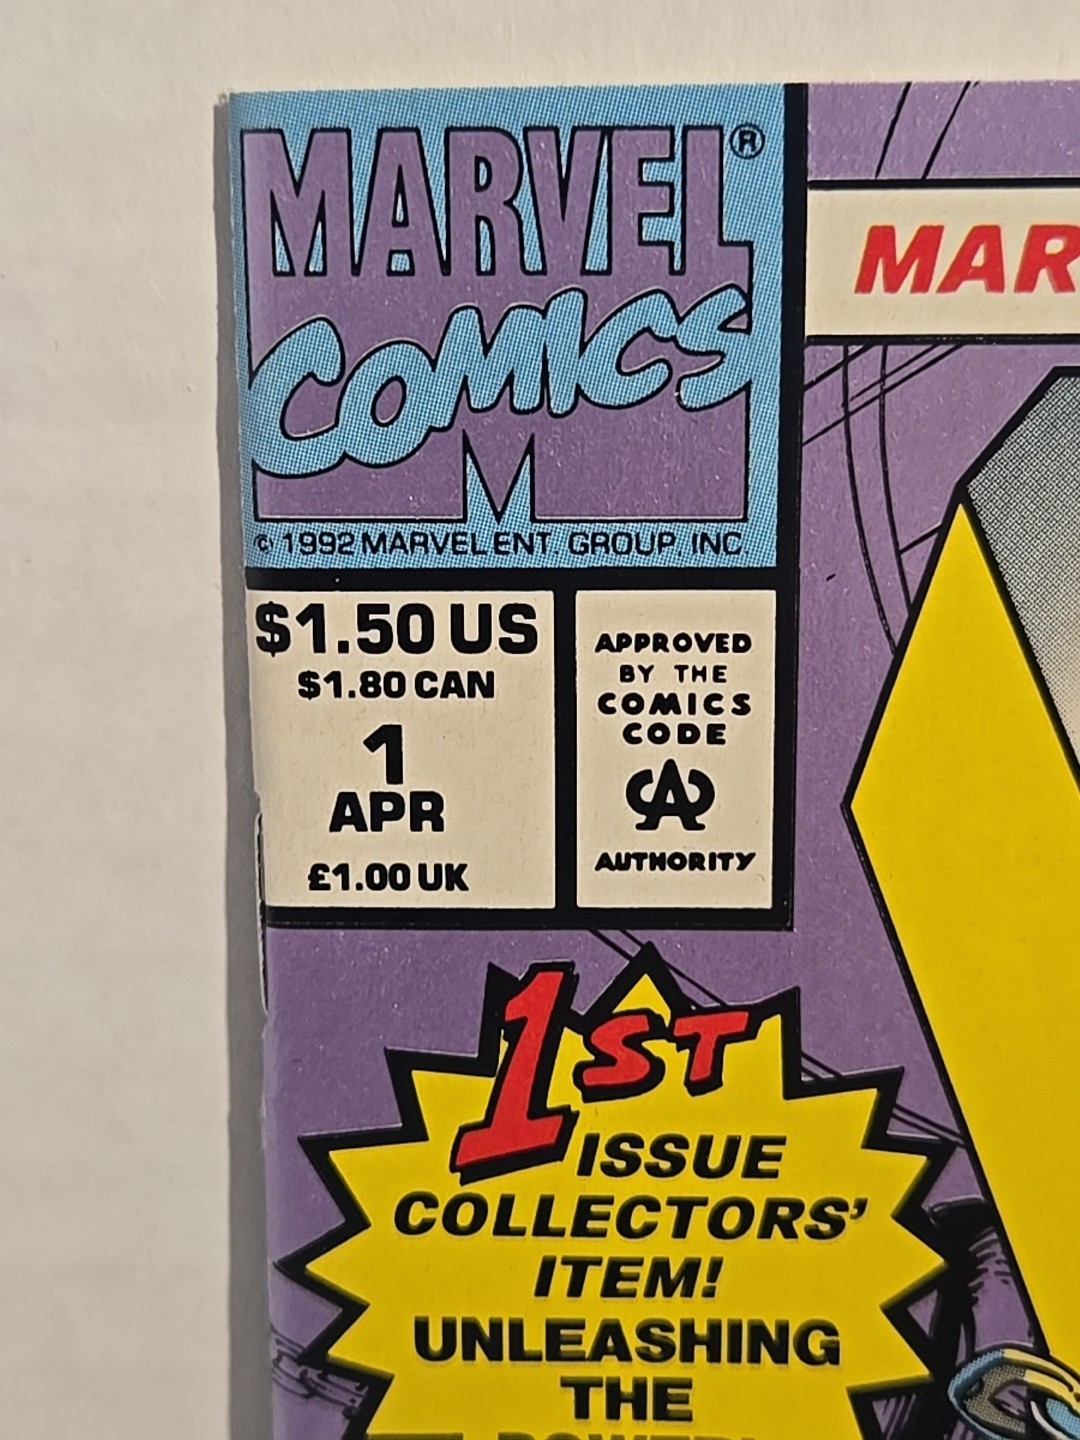 MARVEL®
COMICS
M
© 1992 MARVEL ENT. GROUP, INC.
$1.50 US
$1.80 CAN
1
APR
£1.00 UK
APPROVED
BY THE
COMICS
CODE
CA
AUTHORITY
MAR
1ST
ISSUE
COLLECTORS'
ITEM!
UNLEASHING
THE